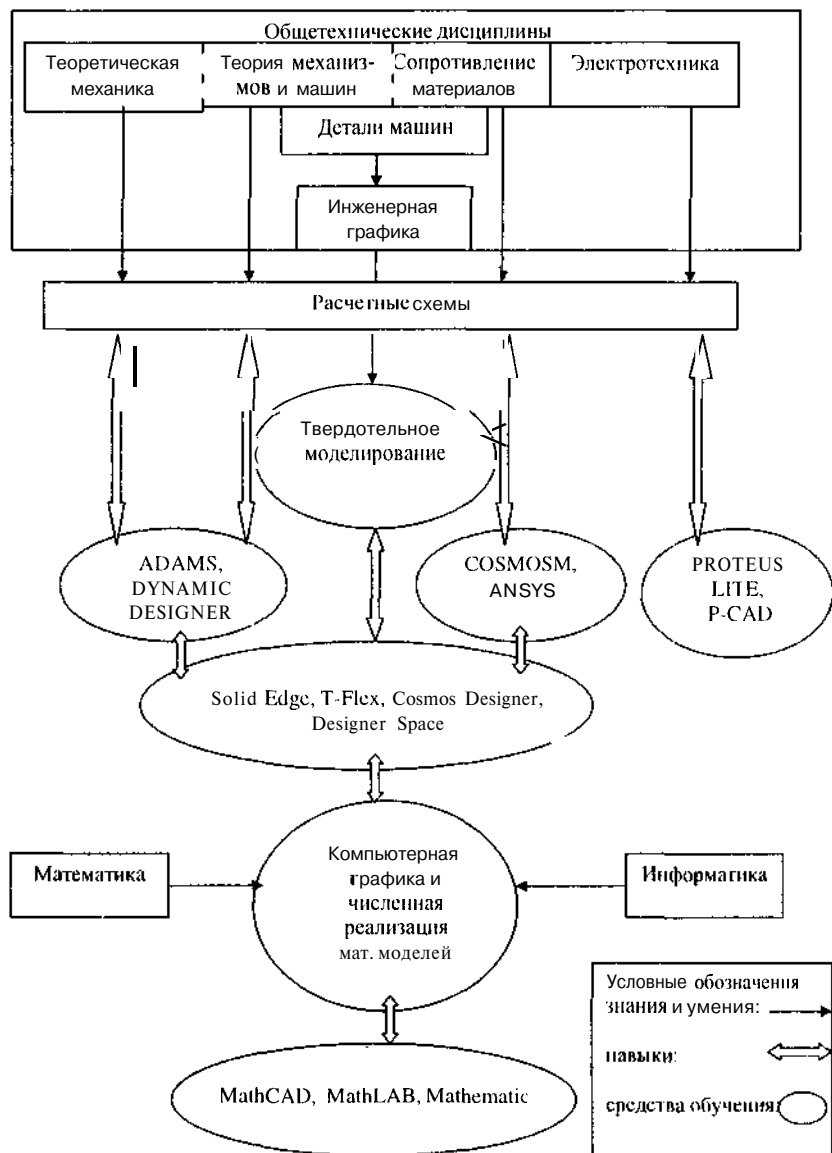 Общетехнические дисциплины
Теоретическая
механика
Теория механиз-
мов и машин
Сопротивление
материалов
Электротехника
Детали машин
Инженерная
графика
Расчетные схемы
Твердотельное
моделирование
ADAMS,
DYNAMIC
DESIGNER
COSMOSM,
ANSYS
PROTEUS
LITE,
P-CAD
Solid Edge, T-Flex, Cosmos Designer,
Designer Space
Математика
Компьютерная
графика и
численная
реализация
мат. моделей
Информатика
MathCAD, MathLAB, Mathematic
Условные обозначения
знания и умения:
навыки:
средства обучения: